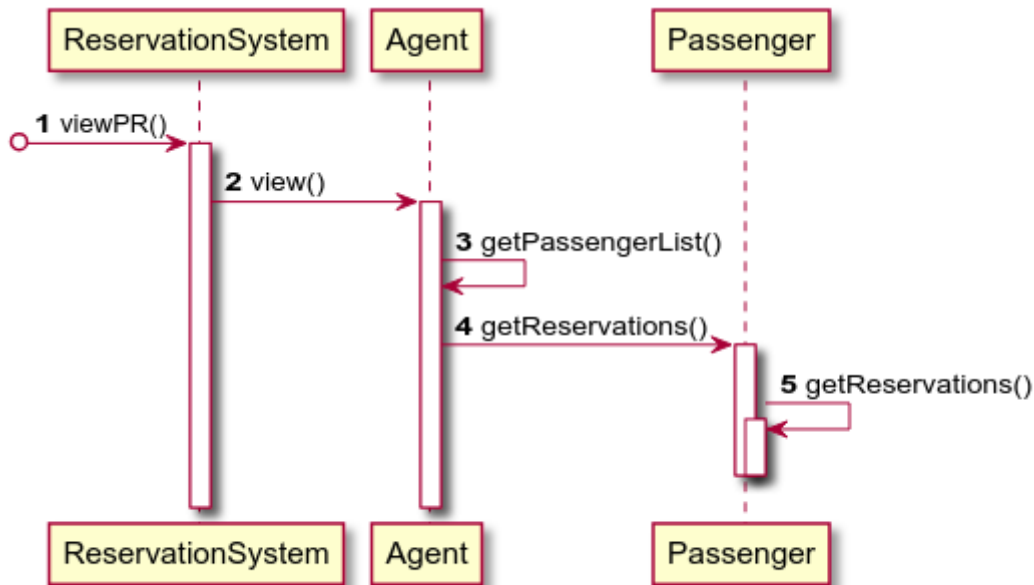 ReservationSystem
Agent
Passenger
1 viewPR()
2 view()
3 getPassengerList()
4 getReservations()
5 getReservations()
ReservationSystem
Agent
Passenger